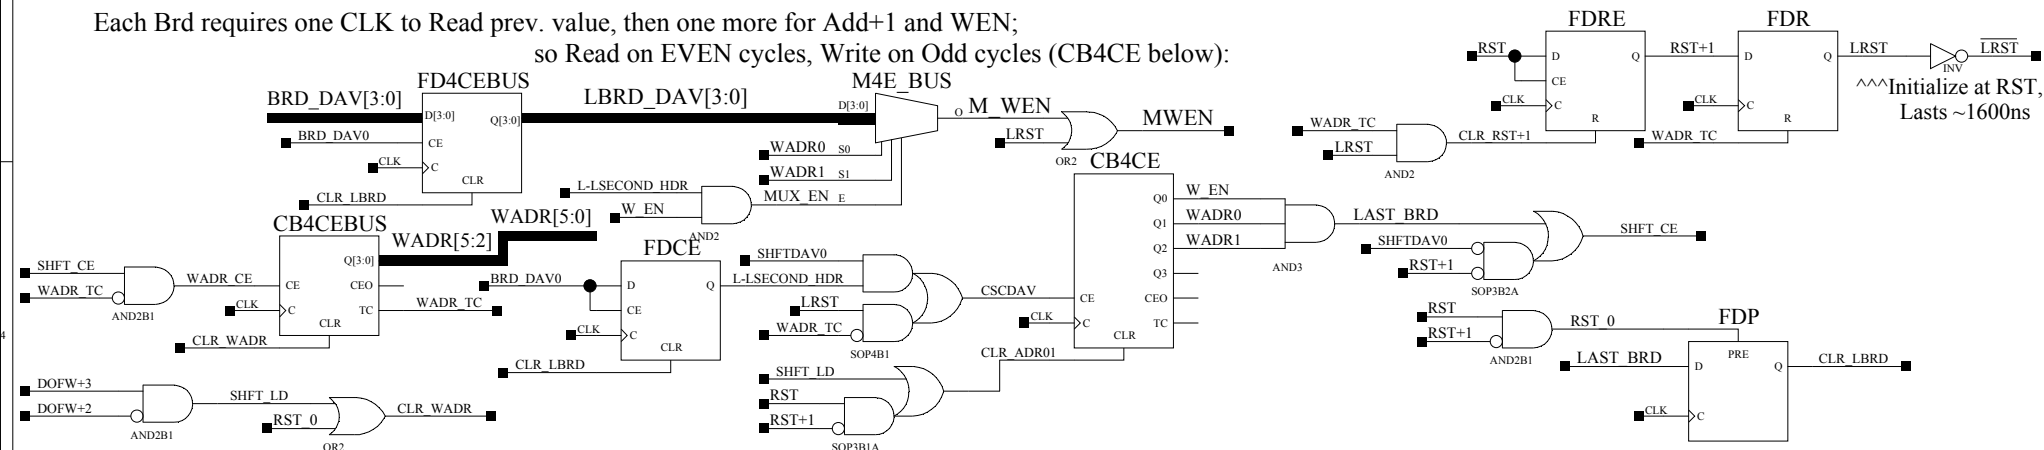 Each Brd requires one CLK to Read prev. value, then one more for Add+1 and WEN;
so Read on EVEN cycles, Write on Odd cycles (CB4CE below):
FD4CEBUS
BRD_DAV[3:0]
D[3:0]
Q[3:0]
BRD_DAV0
CE
CLK
C
CLR
CLR_LBRD
LBRD_DAV[3:0]
M4E_BUS
D[3:0]
O
M_WEN
WADR0
S0
WADR1
S1
MUX_EN
E
L-LSECOND_HDR
W_EN
AND2
LRST
OR2
MWEN
FDRE
RST
D
Q
CE
CLK
C
R
RST+1
FDR
D
Q
CLK
C
R
WADR_TC
LRST
INV
LRST
^^^Initialize at RST,
Lasts ~1600ns
WADR_TC
LRST
AND2
CLR_RST+1
CB4CEBUS
WADR[5:2]
WADR[5:0]
Q[3:0]
SHFT_CE
WADR_TC
AND2B1
WADR_CE
CE
CEO
CLK
C
TC
WADR_TC
CLR
CLR_WADR
FDCE
BRD_DAV0
D
Q
L-LSECOND_HDR
CE
CLK
C
CLR
CLR_LBRD
SHFTDAV0
LRST
WADR_TC
SOP4B1
CSCDAV
CB4CE
Q0
W_EN
Q1
WADR0
Q2
WADR1
Q3
CE
CEO
CLK
C
TC
CLR
CLR_ADR01
AND3
LAST_BRD
SHFTDAV0
RST+1
SOP3B2A
SHFT_CE
RST
RST+1
AND2B1
RST_0
FDP
PRE
LAST_BRD
D
Q
CLR_LBRD
CLK
C
DOFW+3
DOFW+2
AND2B1
SHFT_LD
RST_0
OR2
CLR_WADR
SHFT_LD
RST
RST+1
SOP3B1A
4